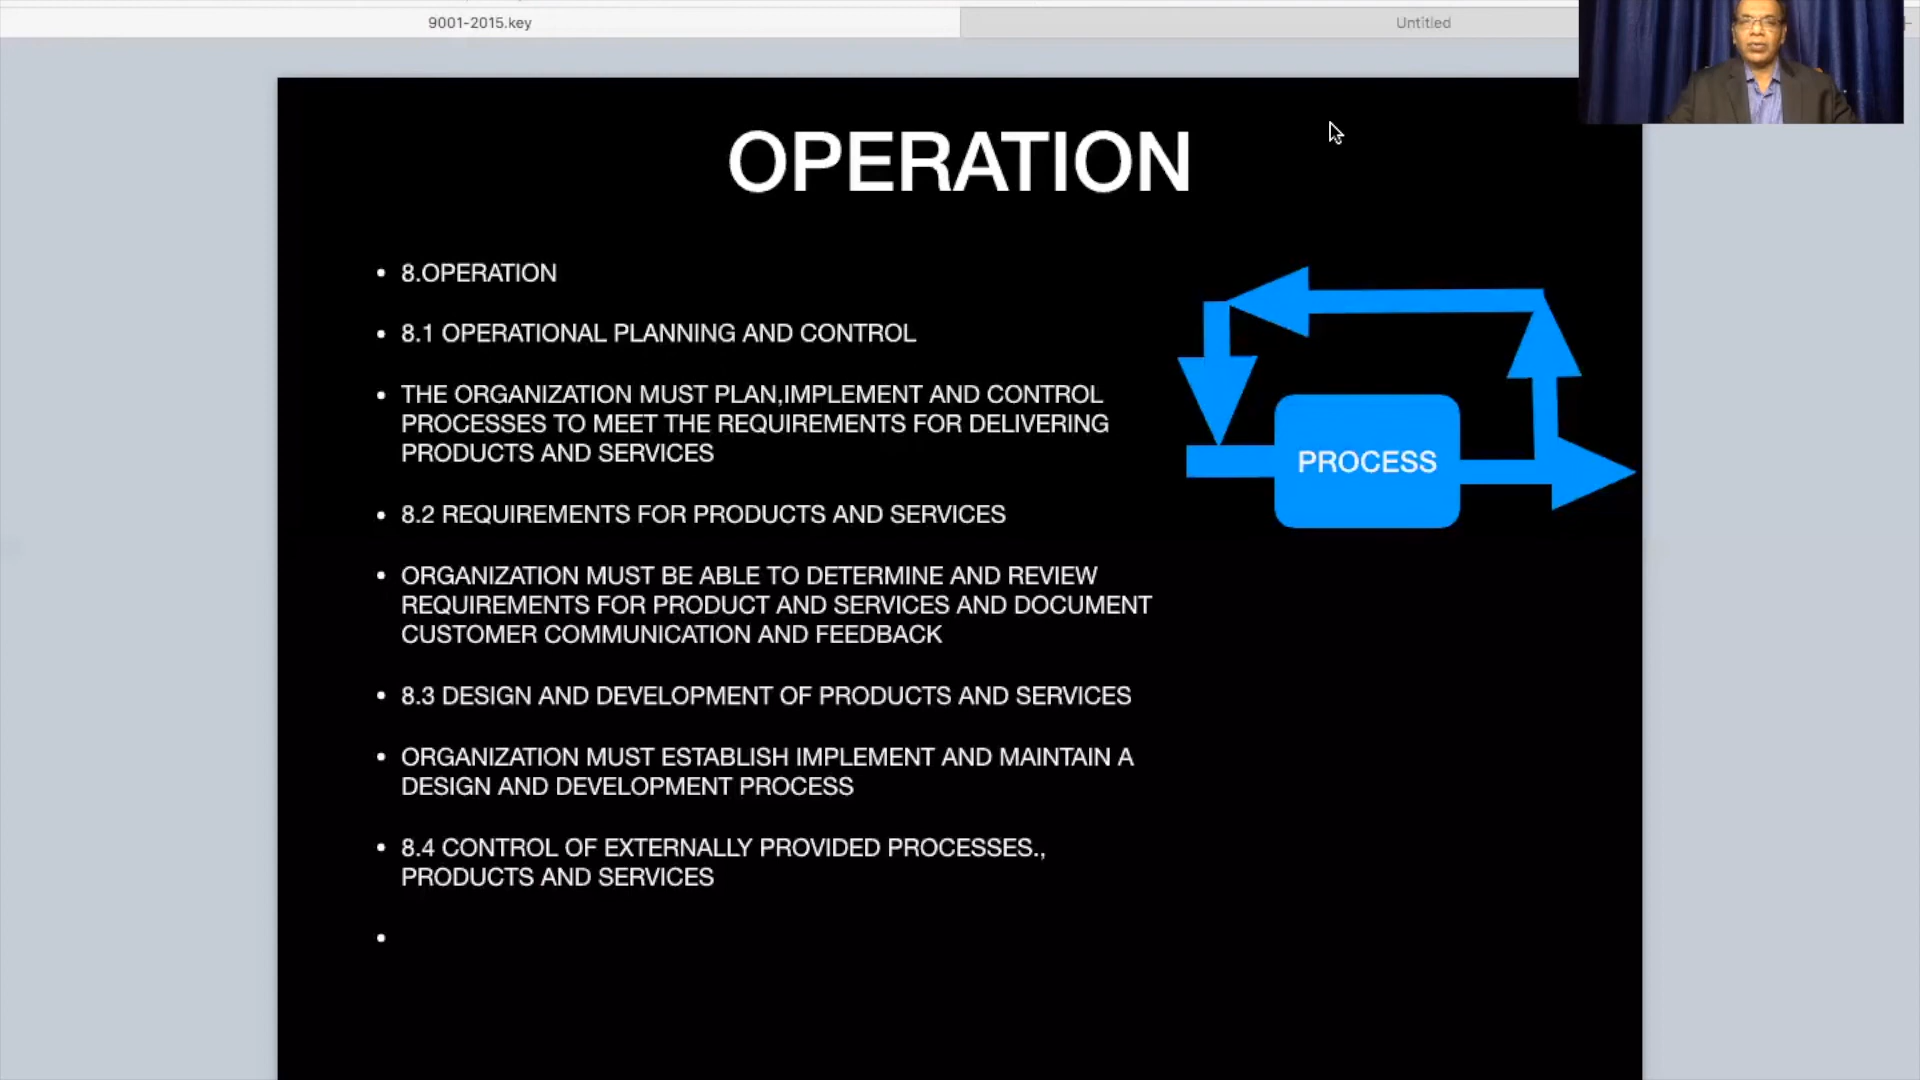 9001-2015.key
Untitled
OPERATION
• 8.OPERATION
• 8.1 OPERATIONAL PLANNING AND CONTROL
• THE ORGANIZATION MUST PLAN,IMPLEMENT AND CONTROL
PROCESSES TO MEET THE REQUIREMENTS FOR DELIVERING
PRODUCTS AND SERVICES
• 8.2 REQUIREMENTS FOR PRODUCTS AND SERVICES
• ORGANIZATION MUST BE ABLE TO DETERMINE AND REVIEW
REQUIREMENTS FOR PRODUCT AND SERVICES AND DOCUMENT
CUSTOMER COMMUNICATION AND FEEDBACK
• 8.3 DESIGN AND DEVELOPMENT OF PRODUCTS AND SERVICES
• ORGANIZATION MUST ESTABLISH IMPLEMENT AND MAINTAIN A
DESIGN AND DEVELOPMENT PROCESS
• 8.4 CONTROL OF EXTERNALLY PROVIDED PROCESSES.,
PRODUCTS AND SERVICES
•
PROCESS